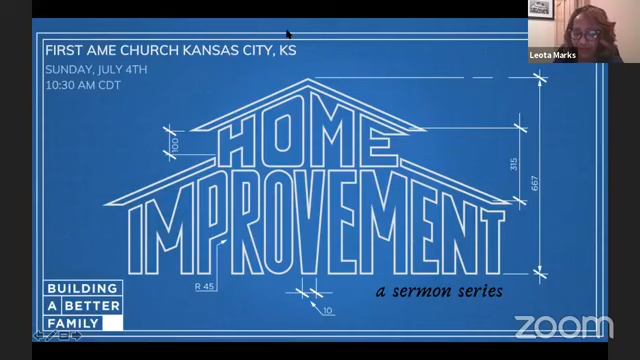 FIRST AME CHURCH KANSAS CITY, KS
SUNDAY, JULY 4TH
10:30 AM CDT
Leota Marks
HOME
IMPROVEMENT
100
315
667
R 45
10
a sermon series
BUILDING
A BETTER
FAMILY
zoom